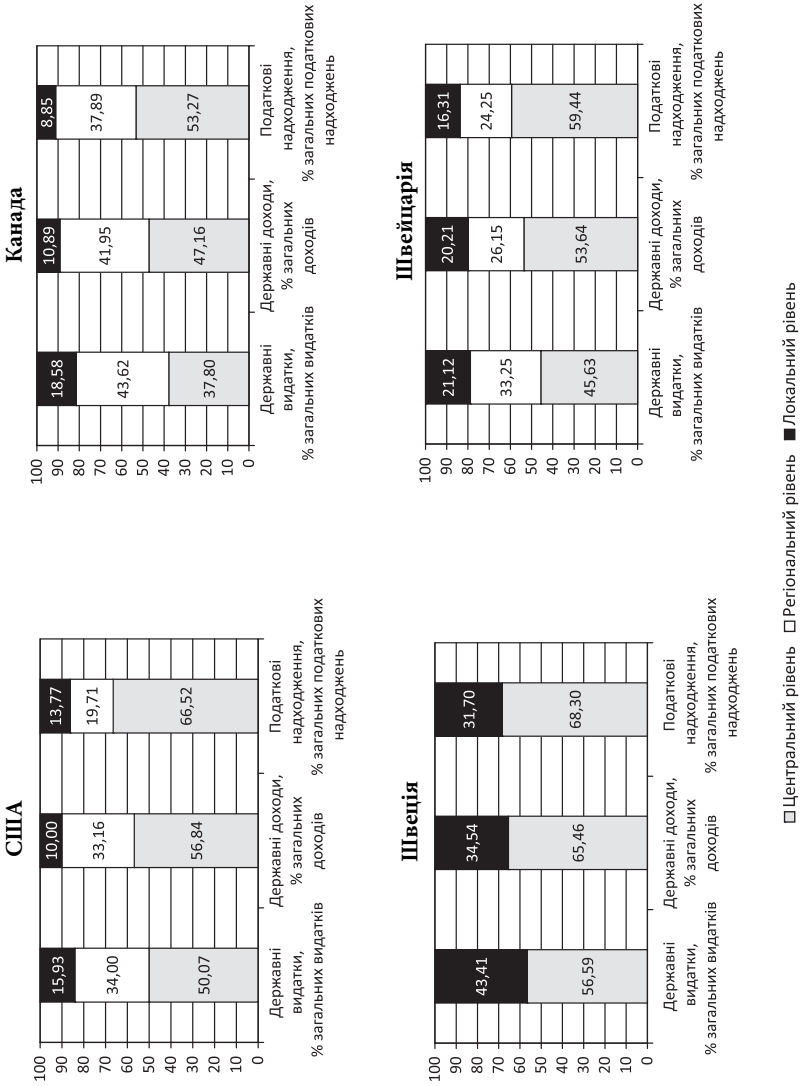 США
100
90
80
70
60
50
40
30
20
10
0
15,93
34,00
50,07
10,00
33,16
56,84
13,77
19,71
66,52
Державні
видатки,
% загальних видатків
Державні доходи,
% загальних
доходів
Податкові
надходження,
% загальних податкових
надходжень
Канада
100
90
80
70
60
50
40
30
20
10
0
18,58
43,62
37,80
10,89
41,95
47,16
8,85
37,89
53,27
Державні
видатки,
% загальних видатків
Державні доходи,
% загальних
доходів
Податкові
надходження,
% загальних податкових
надходжень
Швеція
100
90
80
70
60
50
40
30
20
10
0
43,41
56,59
34,54
65,46
31,70
68,30
Державні
видатки,
% загальних видатків
Державні доходи,
% загальних
доходів
Податкові
надходження,
% загальних податкових
надходжень
Швейцарія
100
90
80
70
60
50
40
30
20
10
0
21,12
33,25
45,63
20,21
26,15
53,64
16,31
24,25
59,44
Державні
видатки,
% загальних видатків
Державні доходи,
% загальних
доходів
Податкові
надходження,
% загальних податкових
надходжень
Центральний рівень Регіональний рівень Локальний рівень